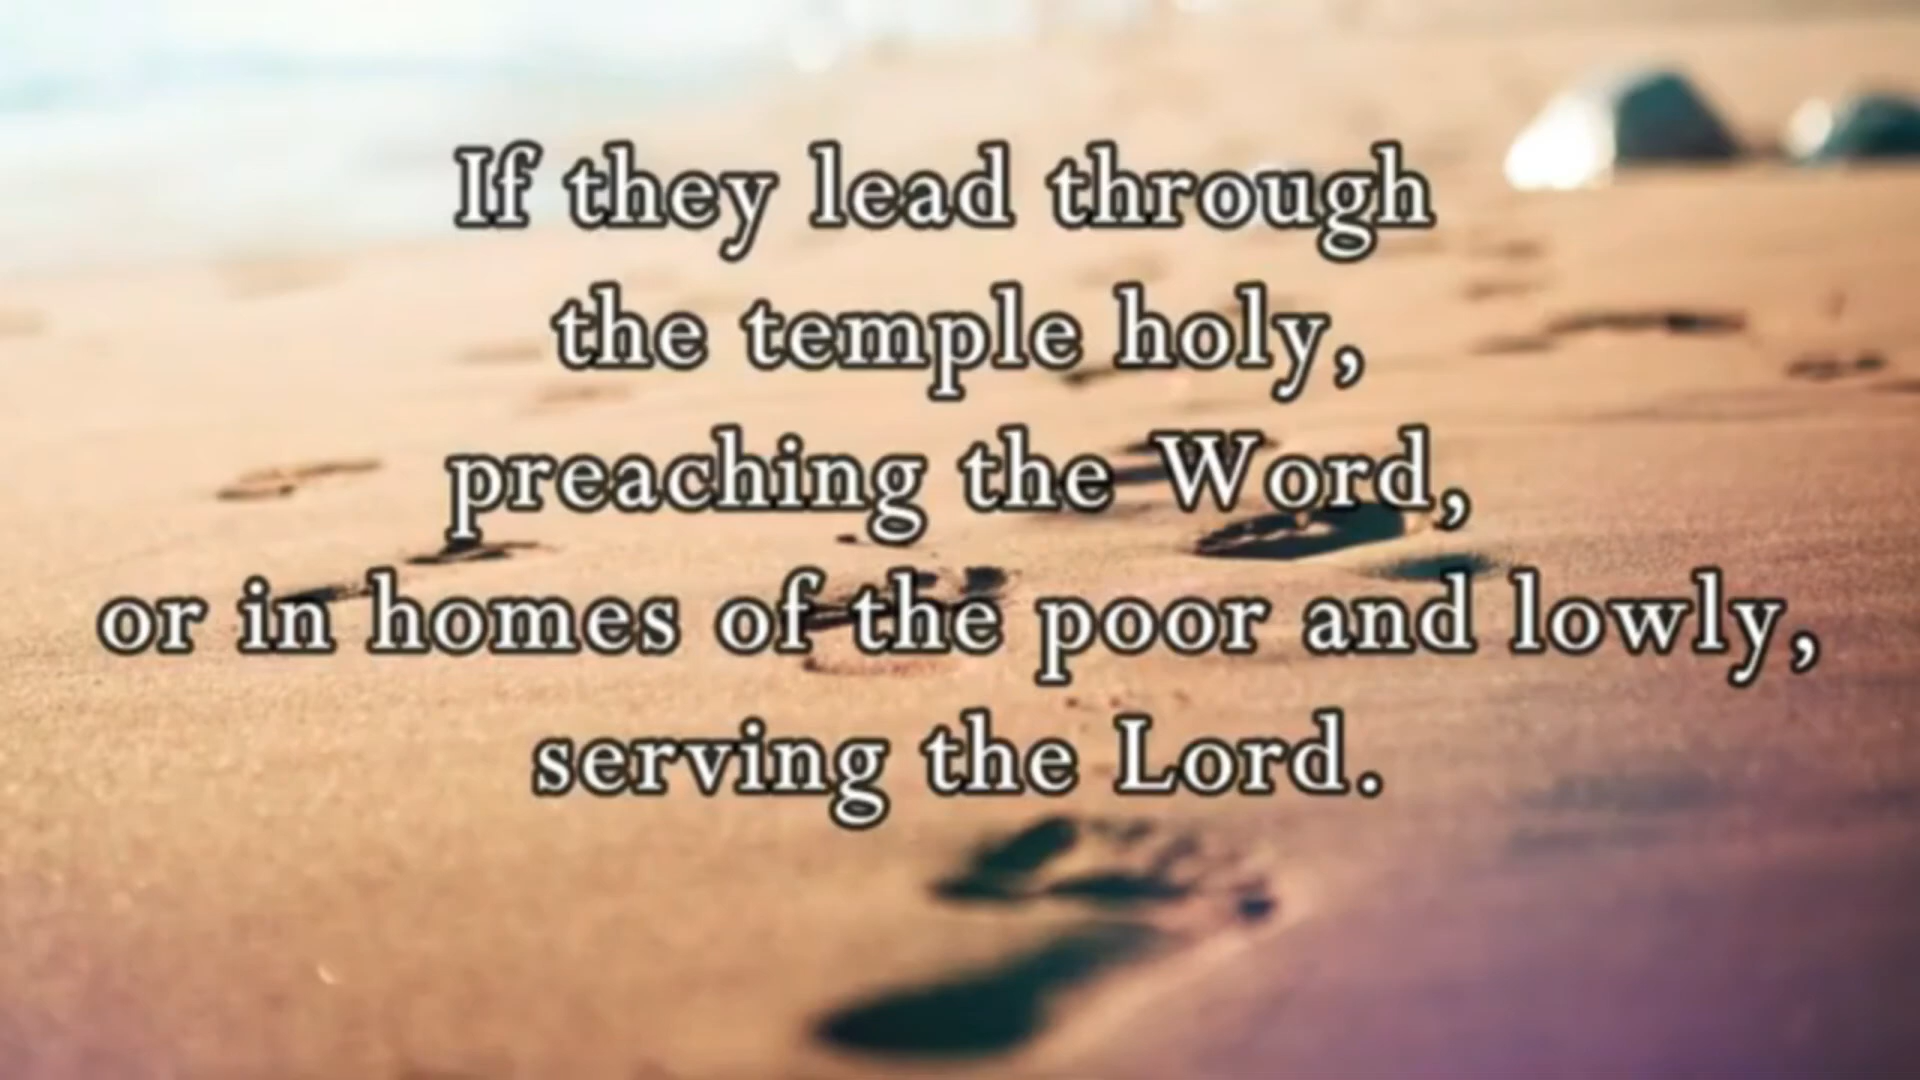 If they lead through
the temple holy,
preaching the Word,
or in homes of the poor and lowly,
serving the Lord.